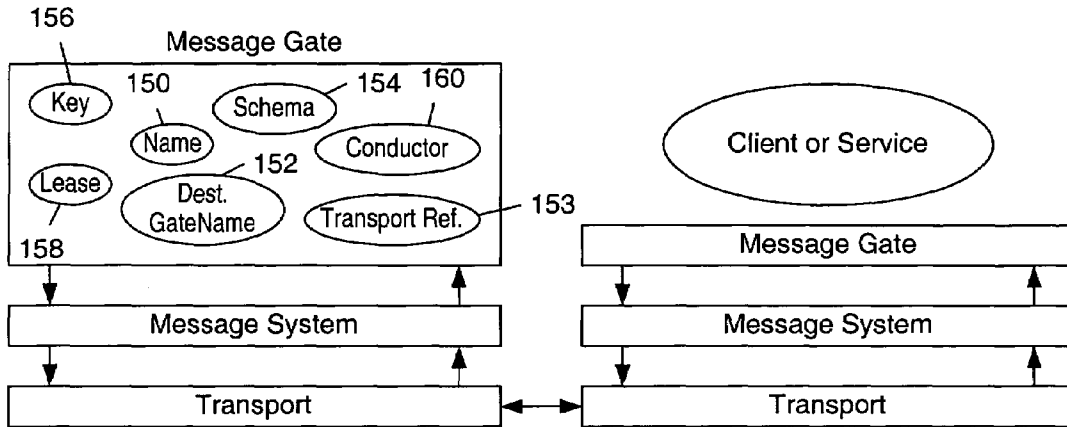 156
Message Gate
150
154
160
Key
Schema
Name
Conductor
Client or Service
Lease
152
Dest.
GateName
Transport Ref.
153
158
Message Gate
Message System
Message System
Transport
Transport